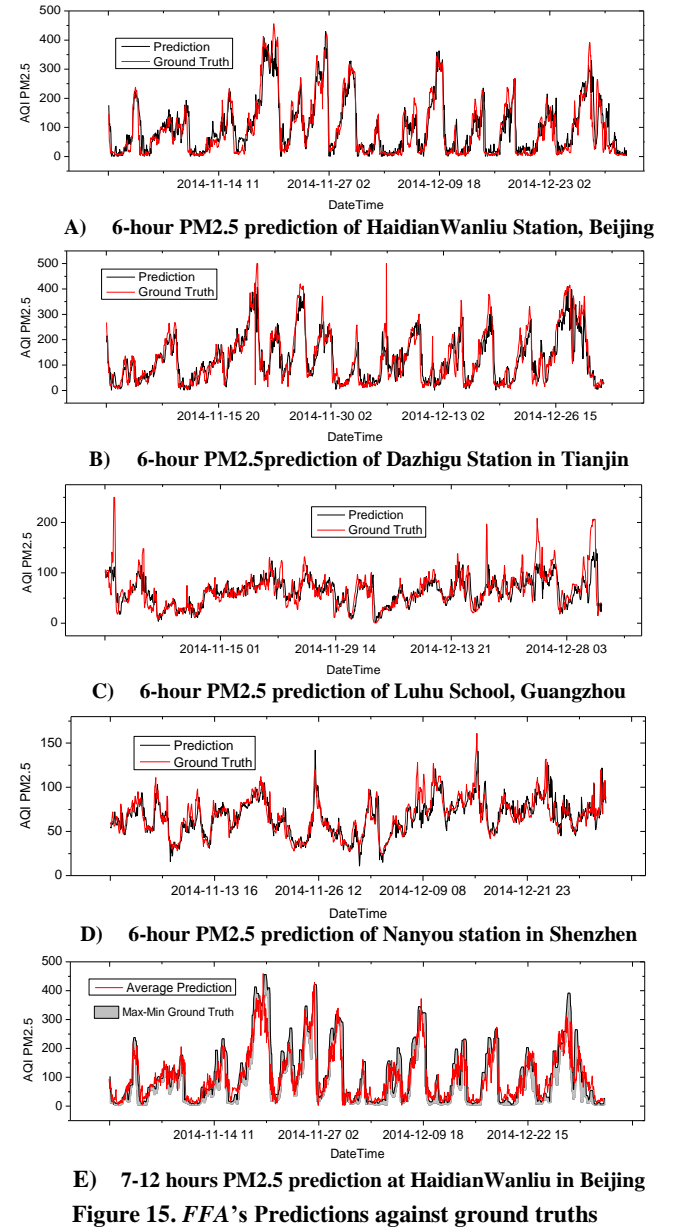 500
400
300
200
100
0
AQI PM2.5
Prediction
Ground Truth
2014-11-14 11 2014-11-27 02 2014-12-09 18 2014-12-23 02
DateTime
A) 6-hour PM2.5 prediction of HaidianWanliu Station, Beijing
500
400
300
200
100
0
AQI PM2.5
Prediction
Ground Truth
2014-11-15 20 2014-11-30 02 2014-12-13 02 2014-12-26 15
DateTime
B) 6-hour PM2.5prediction of Dazhigu Station in Tianjin
200
100
0
AQI PM2.5
Prediction
Ground Truth
2014-11-15 01 2014-11-29 14 2014-12-13 21 2014-12-28 03
DateTime
C) 6-hour PM2.5 prediction of Luhu School, Guangzhou
150
100
50
0
AQI PM2.5
Prediction
Ground Truth
2014-11-13 16 2014-11-26 12 2014-12-09 08 2014-12-21 23
DateTime
D) 6-hour PM2.5 prediction of Nanyou station in Shenzhen
500
400
300
200
100
0
AQI PM2.5
Average Prediction
Max-Min Ground Truth
2014-11-14 11 2014-11-27 02 2014-12-09 18 2014-12-22 15
DateTime
E) 7-12 hours PM2.5 prediction at HaidianWanliu in Beijing
Figure 15. FFA's Predictions against ground truths